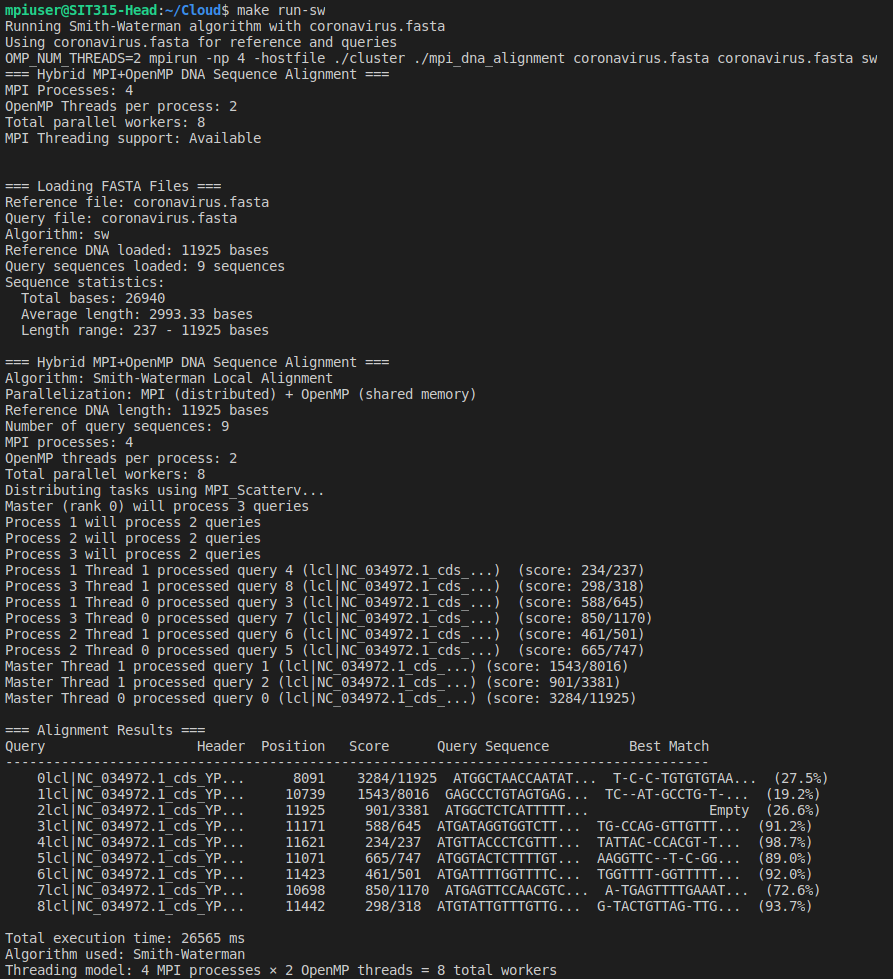 mpiuser@SIT315-Head:~/Cloud$ make run-sw
Running Smith-Waterman algorithm with coronavirus.fasta
Using coronavirus.fasta for reference and queries
OMP_NUM_THREADS=2 mpirun -np 4 -hostfile ./cluster ./mpi_dna_alignment coronavirus.fasta coronavirus.fasta sw
=== Hybrid MPI+OpenMP DNA Sequence Alignment ===
MPI Processes: 4
OpenMP Threads per process: 2
Total parallel workers: 8
MPI Threading support: Available
=== Loading FASTA Files ===
Reference file: coronavirus.fasta
Query file: coronavirus.fasta
Algorithm: sw
Reference DNA loaded: 11925 bases
Query sequences loaded: 9 sequences
Sequence statistics:
  Total bases: 26940
  Average length: 2993.33 bases
  Length range: 237 - 11925 bases
=== Hybrid MPI+OpenMP DNA Sequence Alignment ===
Algorithm: Smith-Waterman Local Alignment
Parallelization: MPI (distributed) + OpenMP (shared memory)
Reference DNA length: 11925 bases
Number of query sequences: 9
MPI processes: 4
OpenMP threads per process: 2
Total parallel workers: 8
Distributing tasks using MPI_Scatterv...
Master (rank 0) will process 3 queries
Process 1 will process 2 queries
Process 2 will process 2 queries
Process 3 will process 2 queries
Process 1 Thread 1 processed query 4 (lcl|NC_034972.1_cds_...)  (score: 234/237)
Process 3 Thread 1 processed query 8 (lcl|NC_034972.1_cds_...)  (score: 298/318)
Process 1 Thread 0 processed query 3 (lcl|NC_034972.1_cds_...)  (score: 588/645)
Process 3 Thread 0 processed query 7 (lcl|NC_034972.1_cds_...)  (score: 850/1170)
Process 2 Thread 1 processed query 6 (lcl|NC_034972.1_cds_...)  (score: 461/501)
Process 2 Thread 0 processed query 5 (lcl|NC_034972.1_cds_...)  (score: 665/747)
Master Thread 1 processed query 1 (lcl|NC_034972.1_cds_...) (score: 1543/8016)
Master Thread 1 processed query 2 (lcl|NC_034972.1_cds_...) (score: 901/3381)
Master Thread 0 processed query 0 (lcl|NC_034972.1_cds_...) (score: 3284/11925)
=== Alignment Results ===
Query                   Header  Position   Score      Query Sequence          Best Match
----------------------------------------------------------------------------------------
    0lcl|NC_034972.1_cds_YP...      8091    3284/11925  ATGGCTAACCAATAT...  T-C-C-TGTGTGTAA...  (27.5%)
    1lcl|NC_034972.1_cds_YP...     10739    1543/8016  GAGCCCTGTAGTGAG...  TC--AT-GCCTG-T-...  (19.2%)
    2lcl|NC_034972.1_cds_YP...     11925     901/3381  ATGGCTCTCATTTTT...               Empty  (26.6%)
    3lcl|NC_034972.1_cds_YP...     11171     588/645  ATGATAGGTGGTCTT...  TG-CCAG-GTTGTTT...  (91.2%)
    4lcl|NC_034972.1_cds_YP...     11621     234/237  ATGTTACCCTCGTTT...  TATTAC-CCACGT-T...  (98.7%)
    5lcl|NC_034972.1_cds_YP...     11071     665/747  ATGGTACTCTTTTGT...  AAGGTTC--T-C-GG...  (89.0%)
    6lcl|NC_034972.1_cds_YP...     11423     461/501  ATGATTTTGGTTTTC...  TGGTTTT-GGTTTTT...  (92.0%)
    7lcl|NC_034972.1_cds_YP...     10698     850/1170  ATGAGTTCCAACGTC...  A-TGAGTTTTGAAAT...  (72.6%)
    8lcl|NC_034972.1_cds_YP...     11442     298/318  ATGTATTGTTTGTTG...  G-TACTGTTAG-TTG...  (93.7%)
Total execution time: 26565 ms
Algorithm used: Smith-Waterman
Threading model: 4 MPI processes × 2 OpenMP threads = 8 total workers